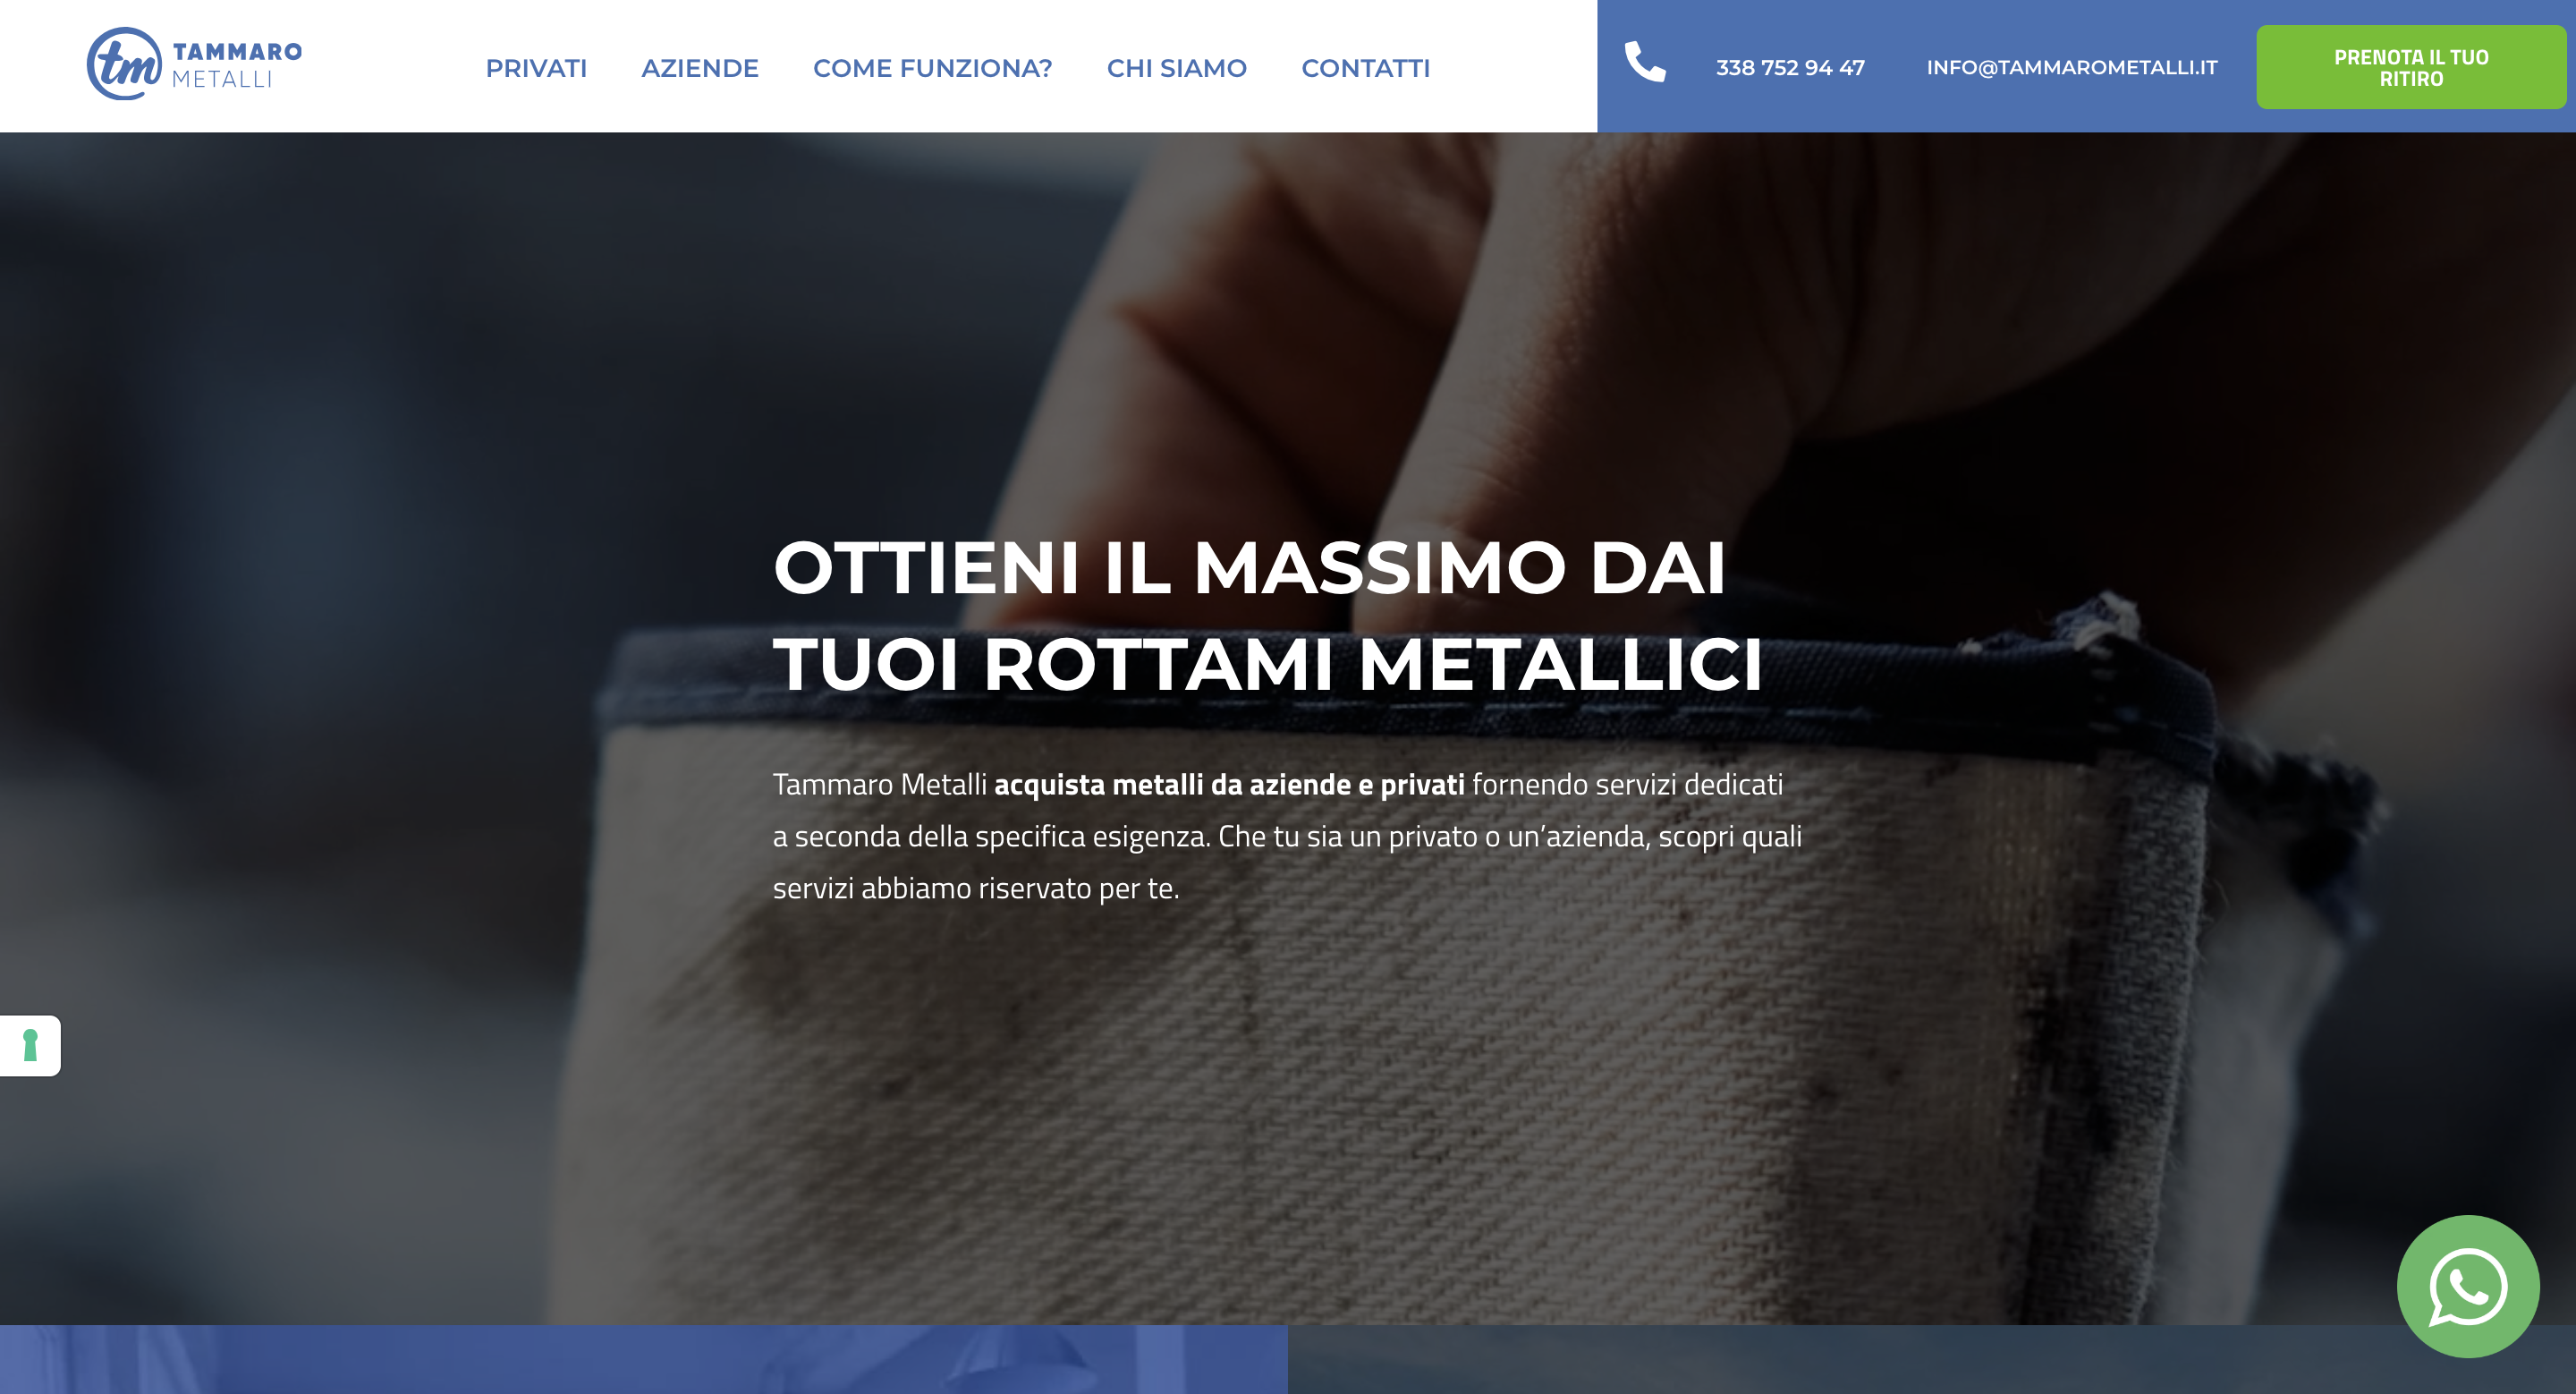 tm TAMMARO
METALLI
PRIVATI AZIENDE COME FUNZIONA? CHI SIAMO CONTATTI
338 752 94 47 INFO@TAMMAROMETALLI.IT
PRENOTA IL TUO
RITIRO
OTTIENI IL MASSIMO DAI
TUOI ROTTAMI METALLICI
Tammaro Metalli acquista metalli da aziende e privati fornendo servizi dedicati
a seconda della specifica esigenza. Che tu sia un privato o un’azienda, scopri quali
servizi abbiamo riservato per te.